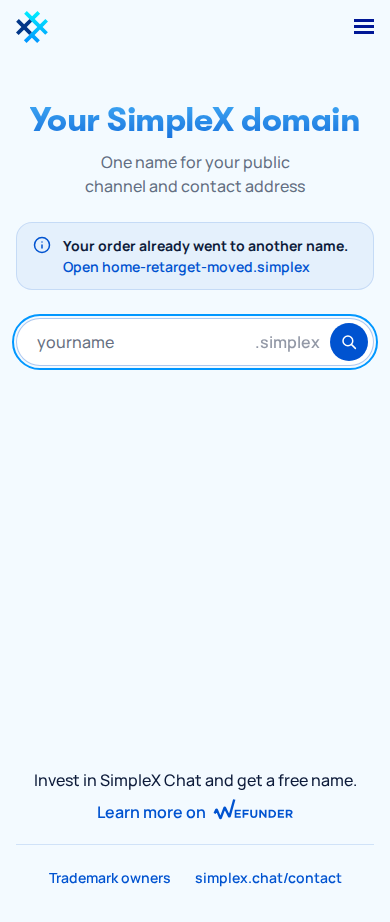 Your SimpleX domain
One name for your public
channel and contact address
Your order already went to another name.
Open home-retarget-moved.simplex
yourname .simplex
Invest in SimpleX Chat and get a free name.
Learn more on WEFUNDER
Trademark owners simplex.chat/contact